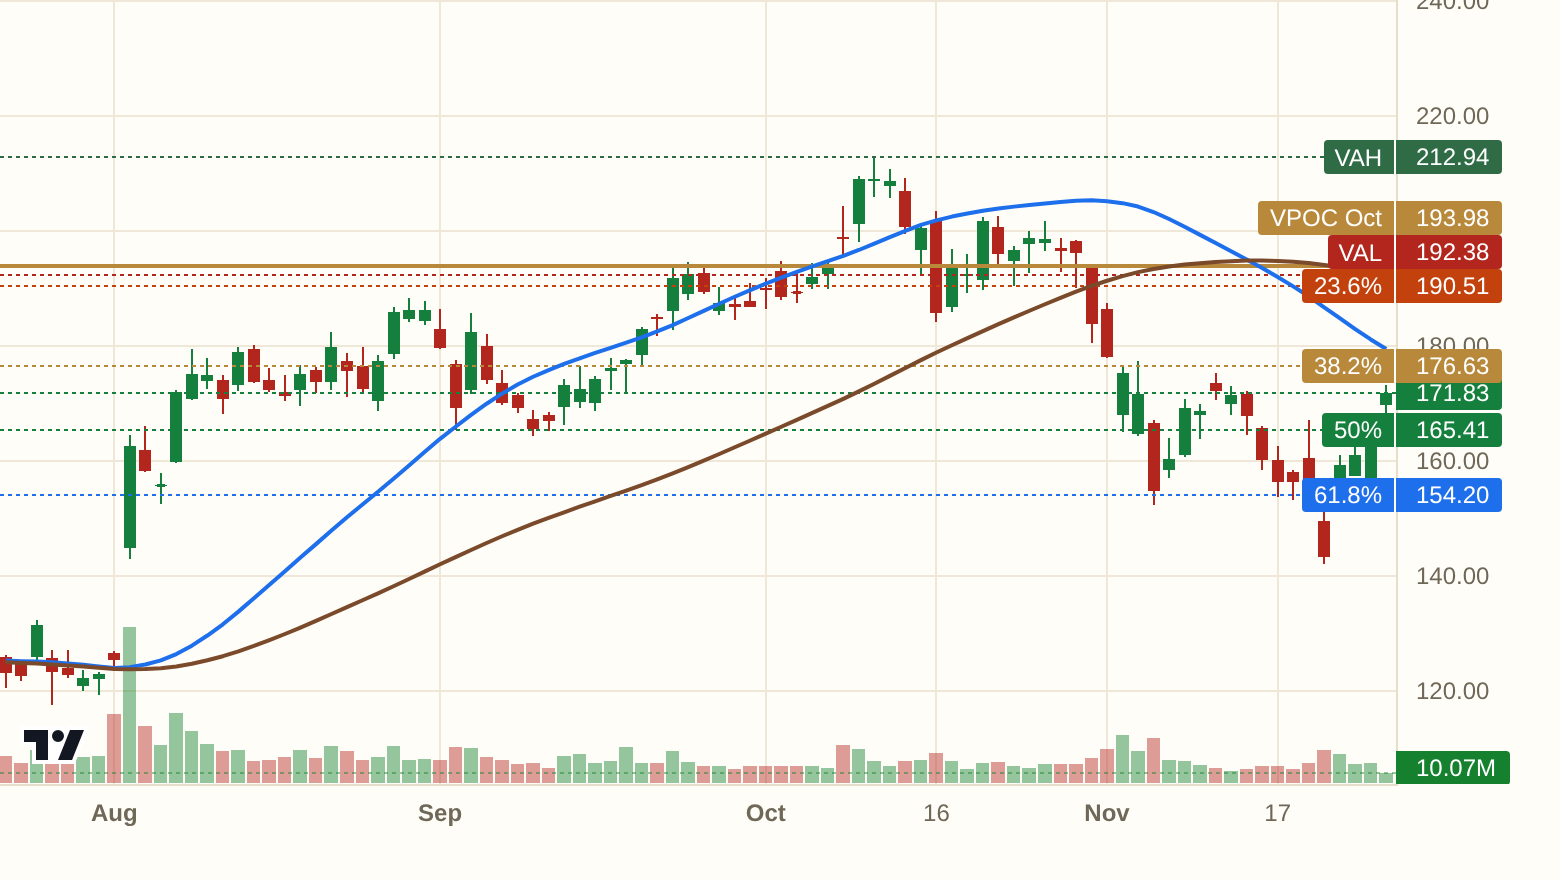 240.00
220.00
VAH 212.94
VPOC Oct 193.98
VAL 192.38
23.6% 190.51
180.00
38.2% 176.63
171.83
50% 165.41
160.00
61.8% 154.20
140.00
120.00
10.07M
Aug Sep Oct 16 Nov 17